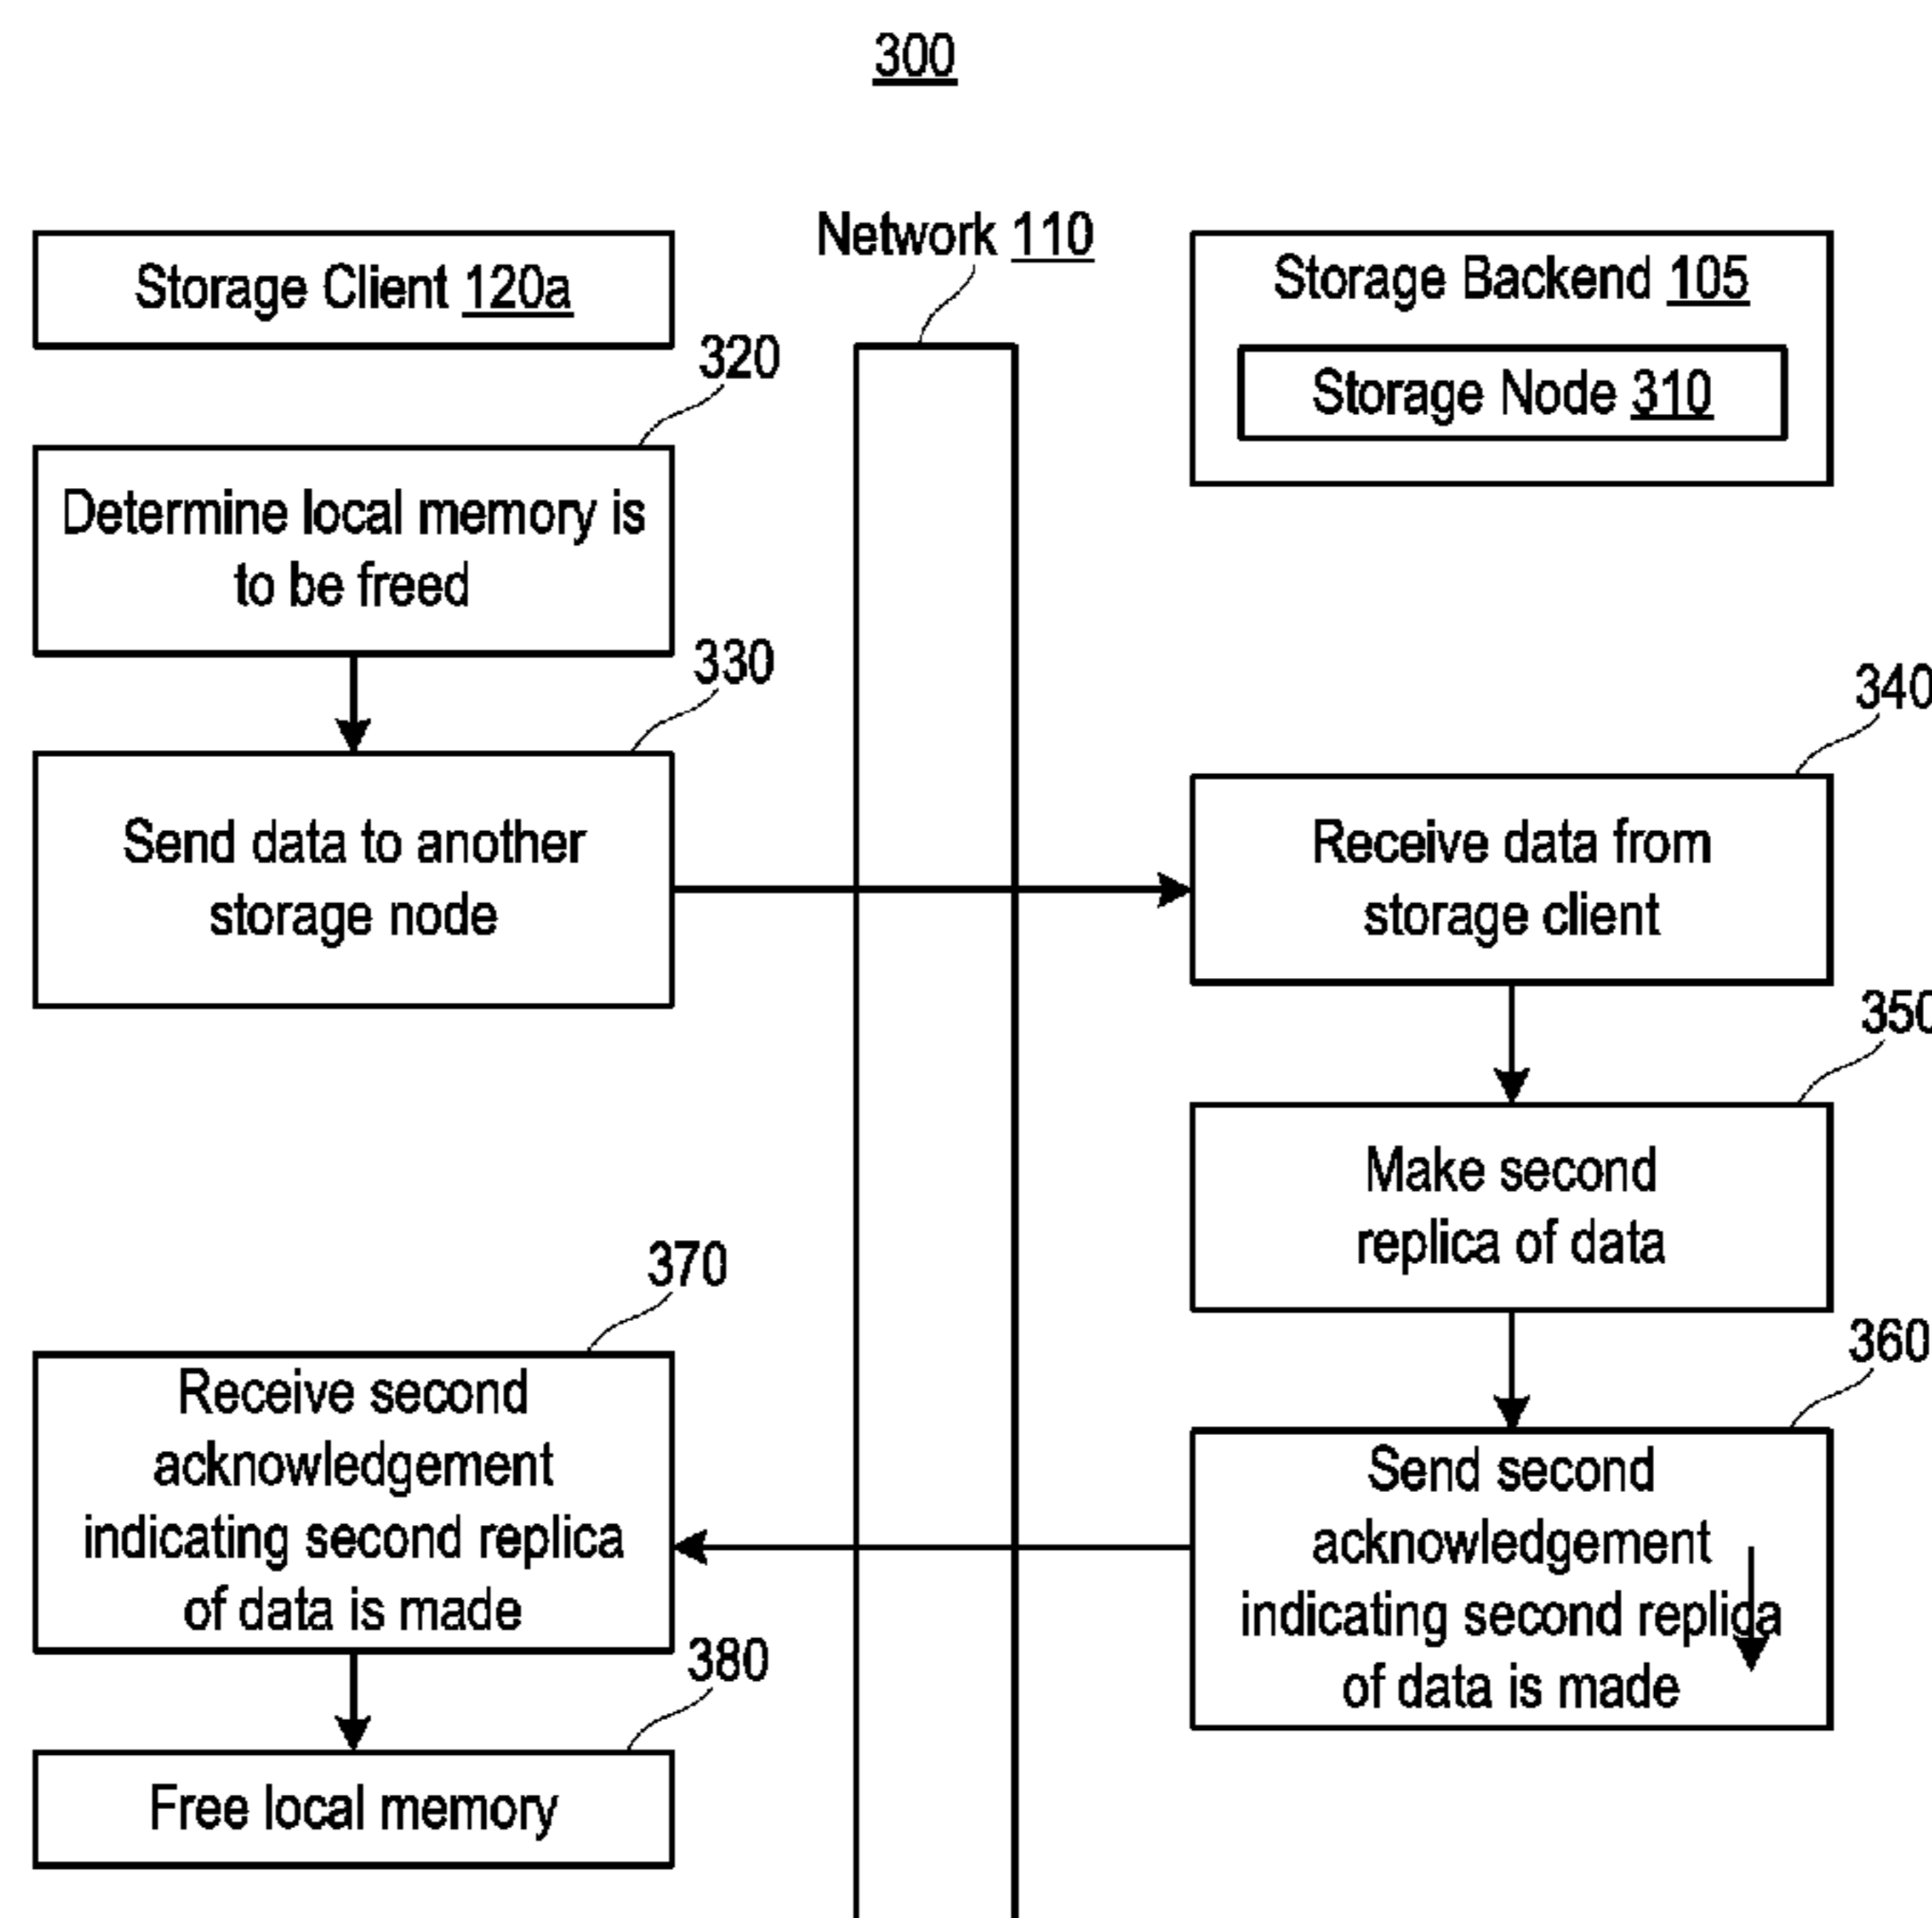 300
Network 110
Storage Client 120a
Storage Backend 105
Storage Node 310
320
Determine local memory is
to be freed
330
Send data to another
storage node
340
Receive data from
storage client
350
Make second
replica of data
360
Send second
acknowledgement
indicating second replica
of data is made
370
Receive second
acknowledgement
indicating second replica
of data is made
380
Free local memory